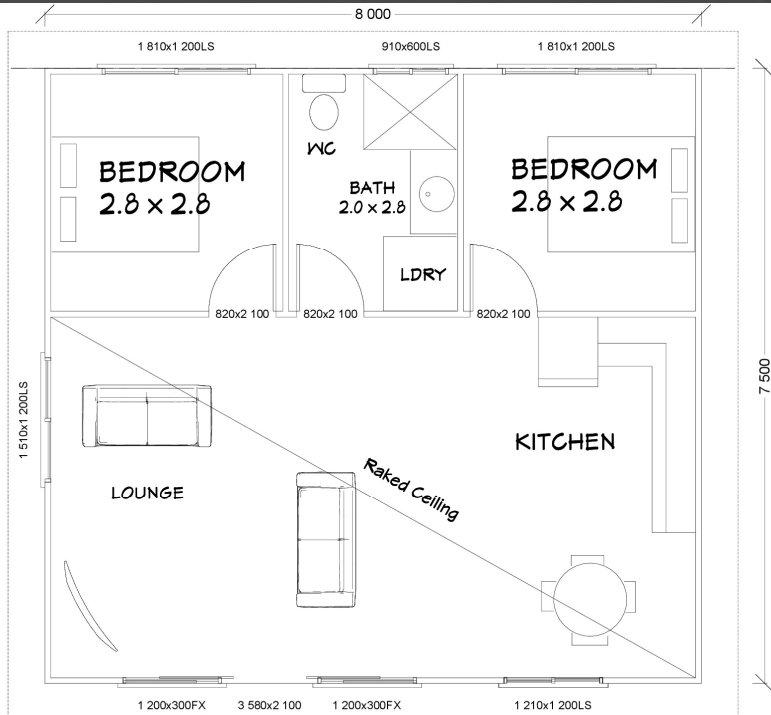 8 000
1 810x1 200LS
910x600LS
1 810x1 200LS
WC
BEDROOM
2.8 x 2.8
BATH
2.0 x 2.8
BEDROOM
2.8 x 2.8
LDRY
820x2 100
820x2 100
820x2 100
7 500
1 510x1 200LS
KITCHEN
Raked Ceiling
LOUNGE
1 200x300FX
3 580x2 100
1 200x300FX
1 210x1 200LS